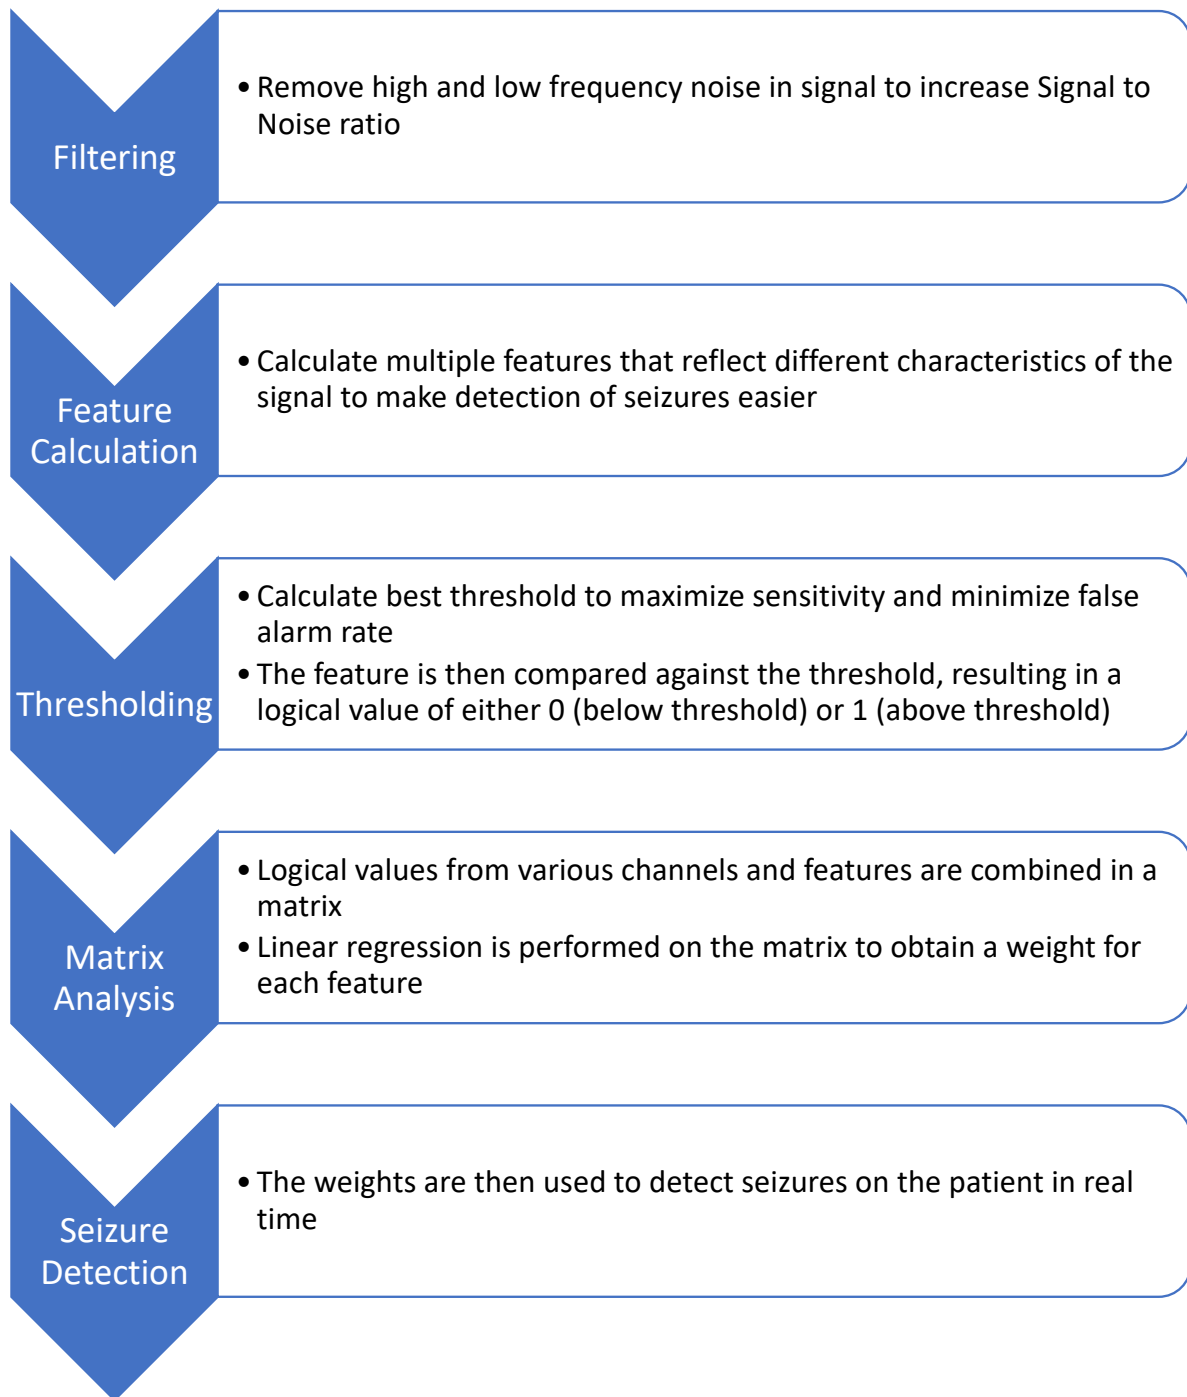 Filtering
• Remove high and low frequency noise in signal to increase Signal to
Noise ratio
Feature
Calculation
• Calculate multiple features that reflect different characteristics of the
signal to make detection of seizures easier
Thresholding
• Calculate best threshold to maximize sensitivity and minimize false
alarm rate
• The feature is then compared against the threshold, resulting in a
logical value of either 0 (below threshold) or 1 (above threshold)
Matrix
Analysis
• Logical values from various channels and features are combined in a
matrix
• Linear regression is performed on the matrix to obtain a weight for
each feature
Seizure
Detection
• The weights are then used to detect seizures on the patient in real
time